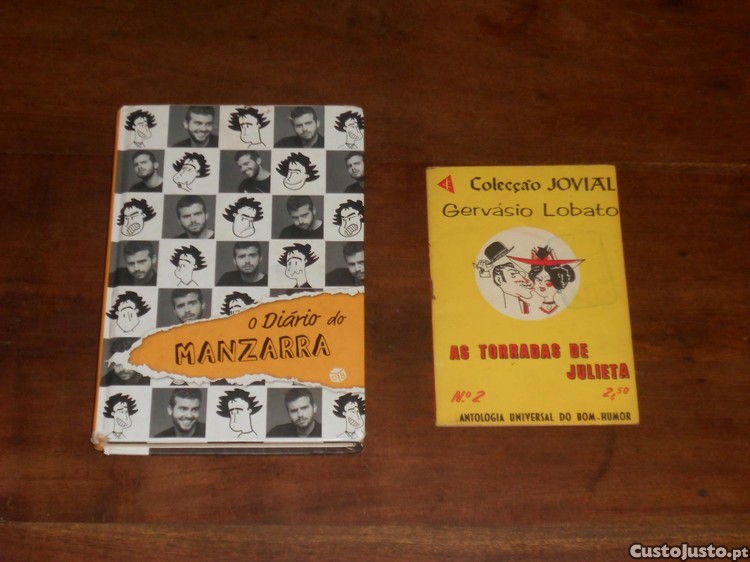 O Diário do
MANZARRA
Colecção JOVIAL
Gervásio Lobato
AS TORRADAS DE
JULIETA
N.º 2 2,50
ANTOLOGIA UNIVERSAL DO BOM-HUMOR
CustoJusto.pt